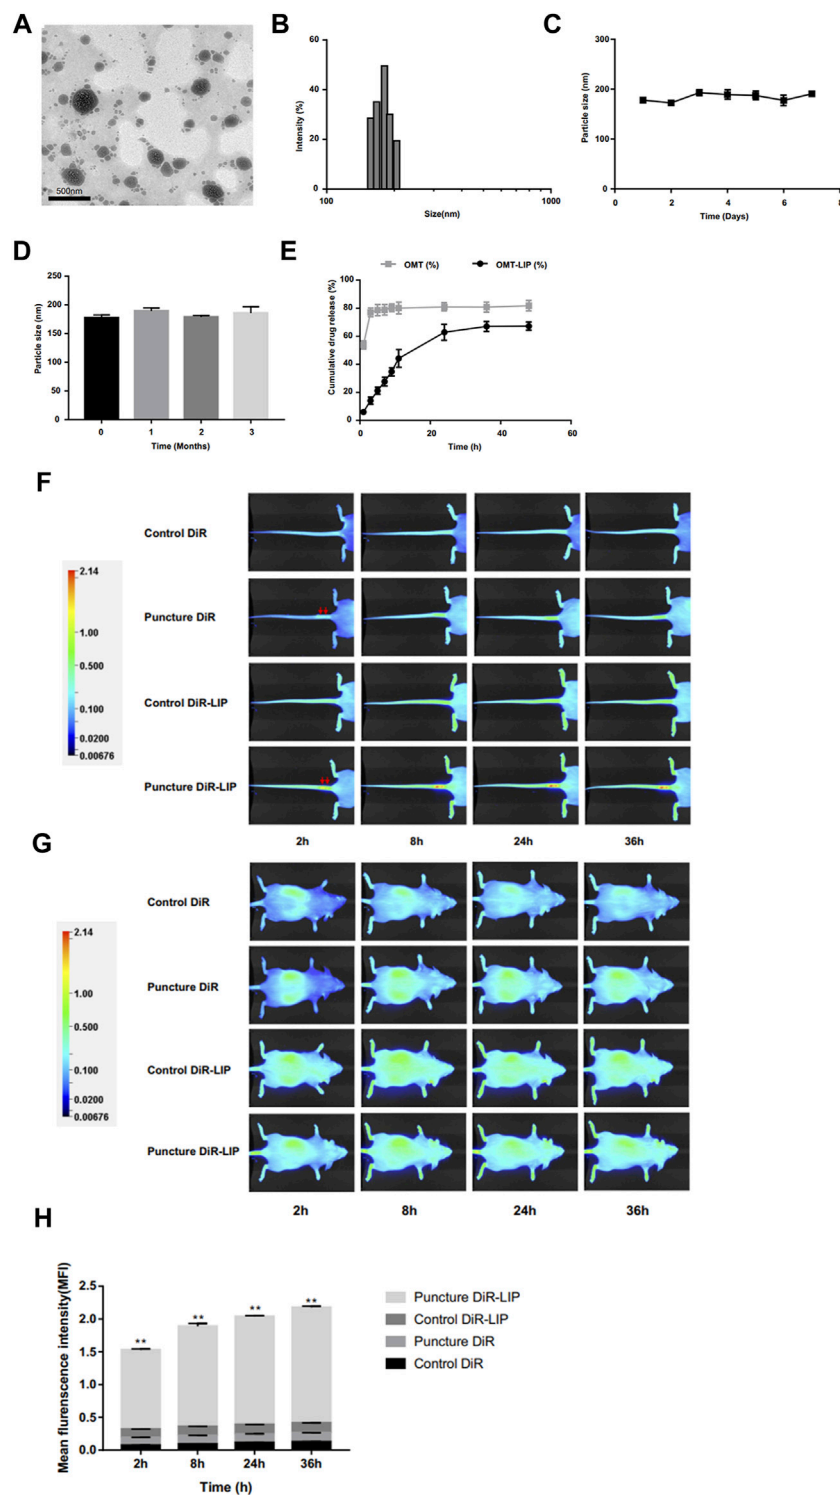 A
500nm
B
60
40
20
0
Intensity (%)
100
1000
Size(nm)
C
300
200
100
0
Particle size (nm)
0
2
4
6
8
Time (Days)
D
250
200
150
100
50
0
Particle size (nm)
0
1
2
3
Time (Months)
E
OMT (%)
OMT-LIP (%)
100
80
60
40
20
0
Cumulative drug release (%)
0
20
40
60
Time (h)
F
2.14
1.00
0.500
0.100
0.0200
0.00676
Control DiR
Puncture DiR
Control DiR-LIP
Puncture DiR-LIP
2h
8h
24h
36h
G
2.14
1.00
0.500
0.100
0.0200
0.00676
Control DiR
Puncture DiR
Control DiR-LIP
Puncture DiR-LIP
2h
8h
24h
36h
H
2.5
2.0
1.5
1.0
0.5
0.0
Mean flurenscence intensity(MFI)
**
**
**
**
2h
8h
24h
36h
Time (h)
Puncture DiR-LIP
Control DiR-LIP
Puncture DiR
Control DiR